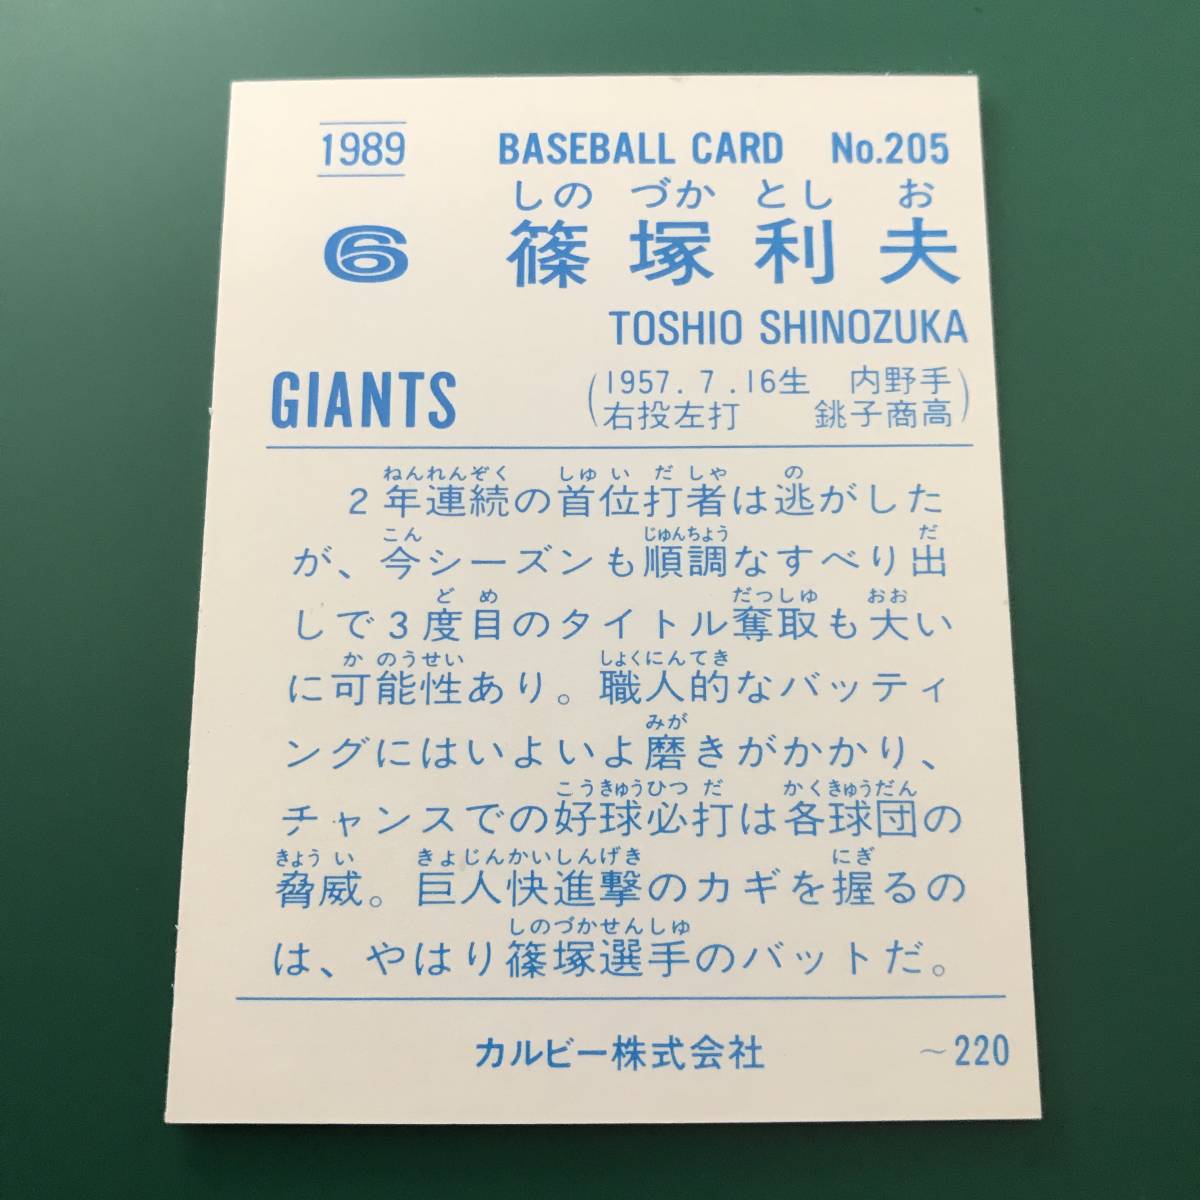 1989 BASEBALL CARD No.205
しの づか とし お
6 篠塚利夫
TOSHIO SHINOZUKA
GIANTS (1957.7.16生 内野手
右投左打 銚子商高)
ねんれんぞく しゅ い だ しゃ の
2年連続の首位打者は逃がした
こん じゅんちょう だ
が、今シーズンも順調なすべり出
ど め だっしゅ おお
しで3度目のタイトル奪取も大い
か のうせい しょくにんてき
に可能性あり。職人的なバッティ
みが
ングにはいよいよ磨きがかかり、
こうきゅうひつ だ かくきゅうだん
チャンスでの好球必打は各球団の
きょう い きょじんかいしんげき にぎ
脅威。巨人快進撃のカギを握るの
しのづかせんしゅ
は、やはり篠塚選手のバットだ。
カルビー株式会社 ～220